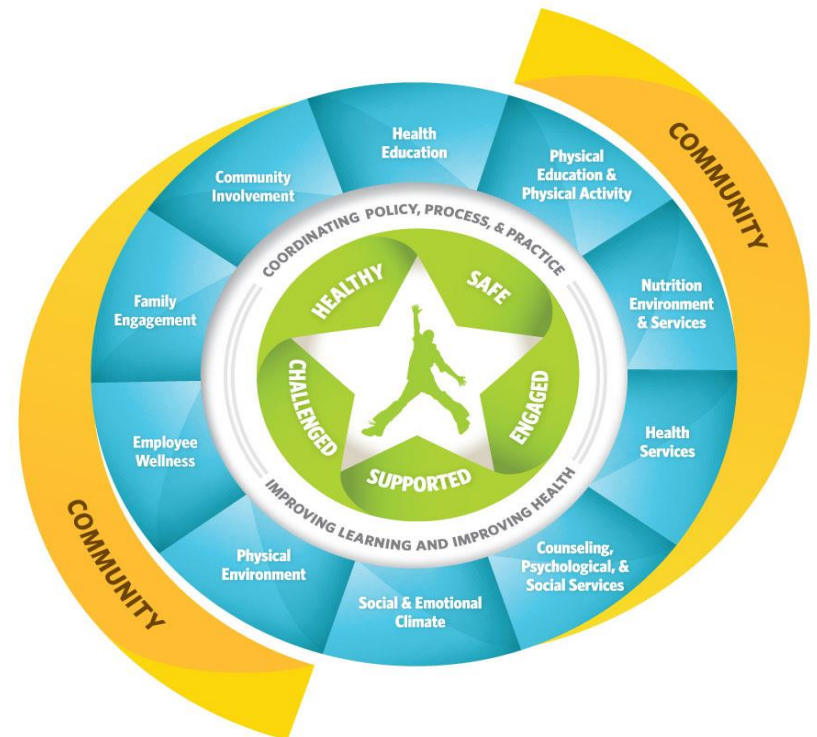 COMMUNITY
Health
Education
Physical
Education &
Physical Activity
Nutrition
Environment
& Services
Health
Services
Counseling,
Psychological, &
Social Services
Social & Emotional
Climate
Physical
Environment
Employee
Wellness
Family
Engagement
Community
Involvement
COORDINATING POLICY, PROCESS, & PRACTICE
IMPROVING LEARNING AND IMPROVING HEALTH
HEALTHY
SAFE
ENGAGED
SUPPORTED
CHALLENGED
COMMUNITY